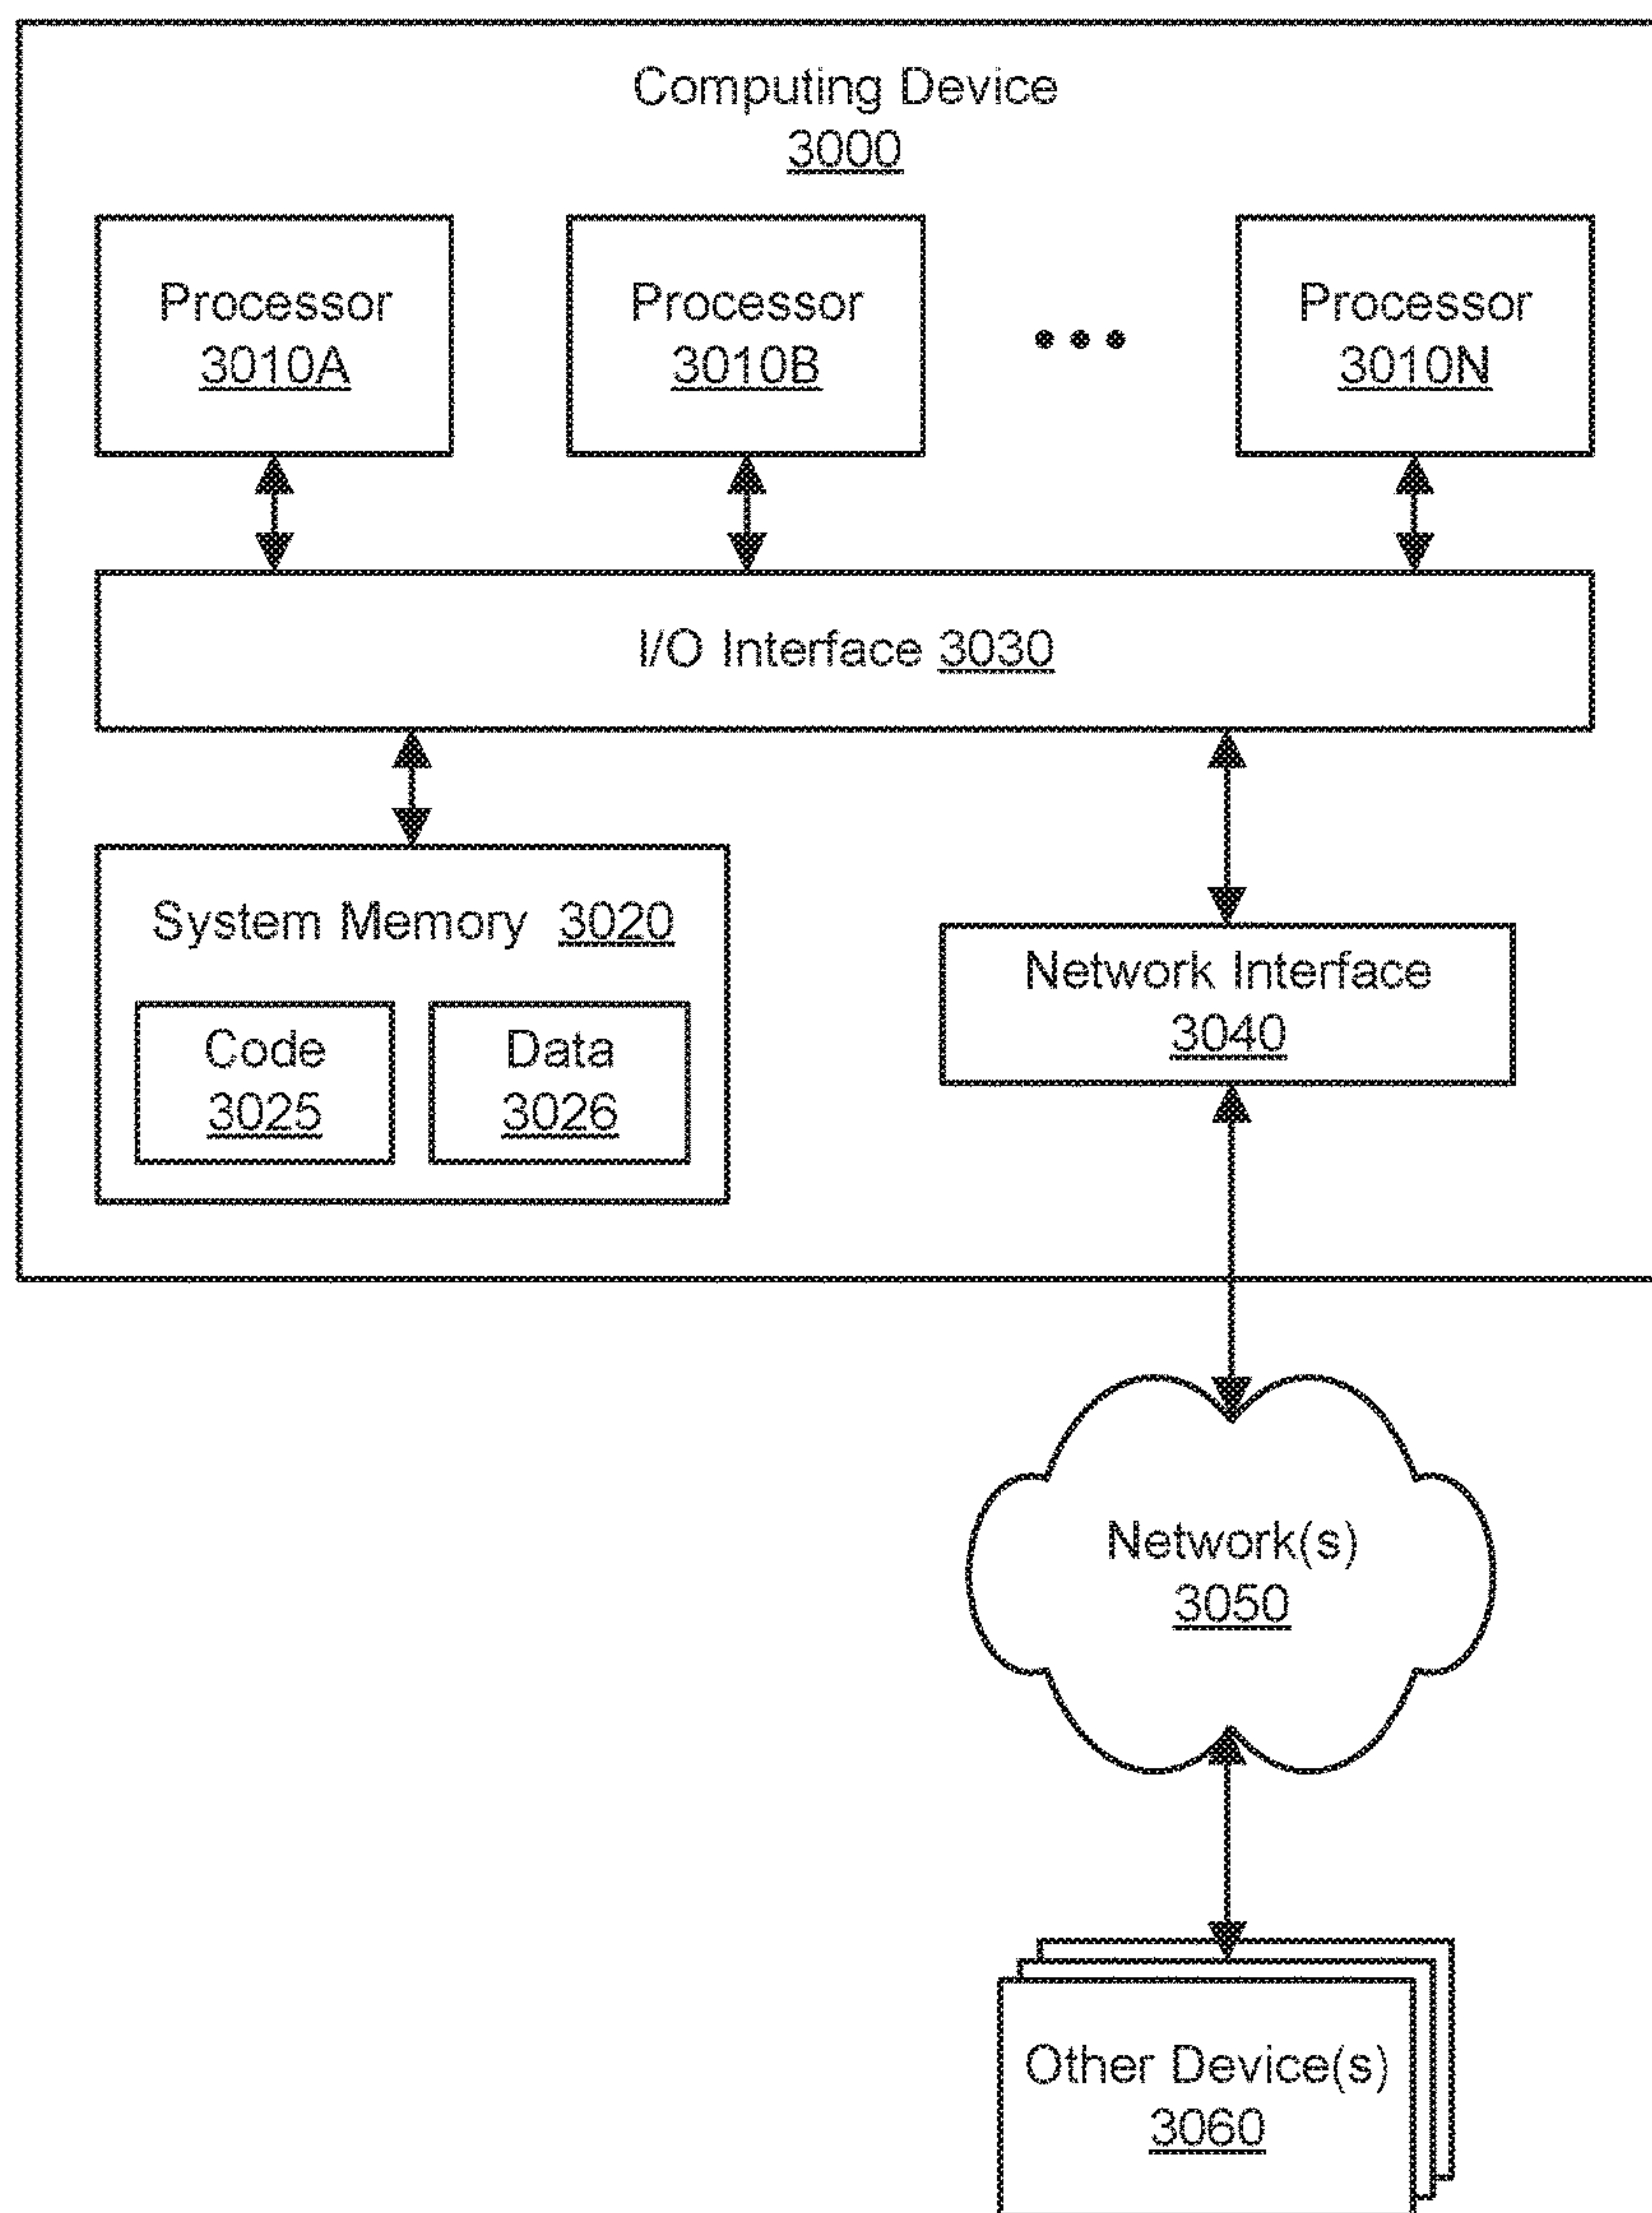 Computing Device
3000
Processor
3010A
Processor
3010B
Processor
3010N
I/O Interface 3030
System Memory 3020
Code
3025
Data
3026
Network Interface
3040
Network(s)
3050
Other Device(s)
3060